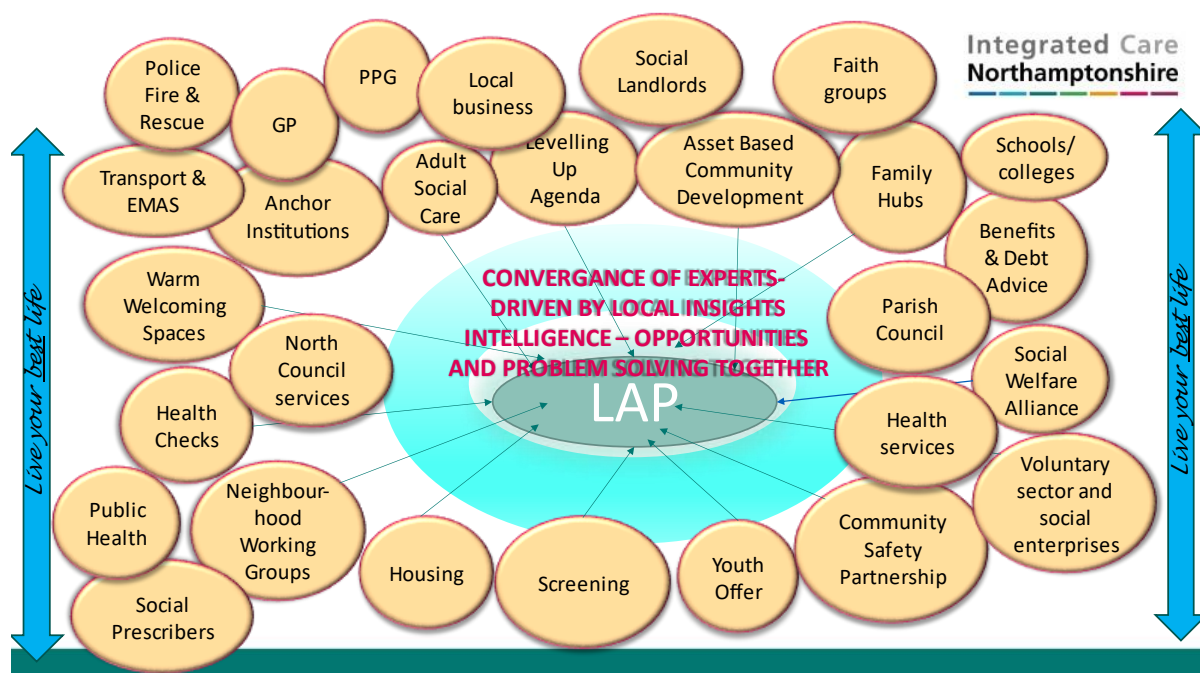 Integrated Care
Northamptonshire
Police
Fire &
Rescue
GP
PPG
Local
business
Social
Landlords
Faith
groups
Schools/
colleges
Transport &
EMAS
Anchor
Institutions
Adult
Social
Care
Levelling
Up
Agenda
Asset Based
Community
Development
Family
Hubs
Benefits
& Debt
Advice
Warm
Welcoming
Spaces
North
Council
services
Parish
Council
Social
Welfare
Alliance
Health
Checks
Health
services
Public
Health
Neighbour-
hood
Working
Groups
Social
Prescribers
Housing
Screening
Youth
Offer
Community
Safety
Partnership
Voluntary
sector and
social
enterprises
CONVERGANCE OF EXPERTS-
DRIVEN BY LOCAL INSIGHTS
INTELLIGENCE – OPPORTUNITIES
AND PROBLEM SOLVING TOGETHER
LAP
Live your best life
Live your best life